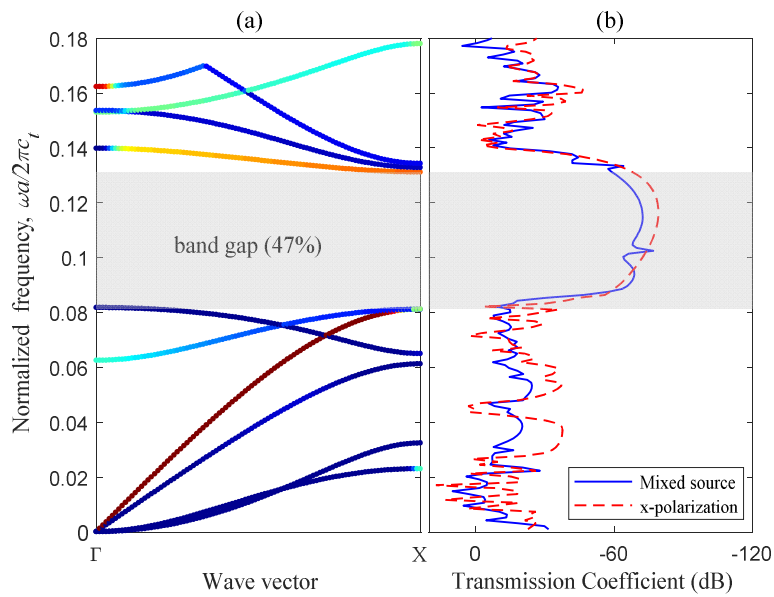 (a)
(b)
Normalized frequency, ωa/2πc_t
0.18
0.16
0.14
0.12
0.1
0.08
0.06
0.04
0.02
0
band gap (47%)
Γ
X
Wave vector
Mixed source
x-polarization
0
-60
-120
Transmission Coefficient (dB)